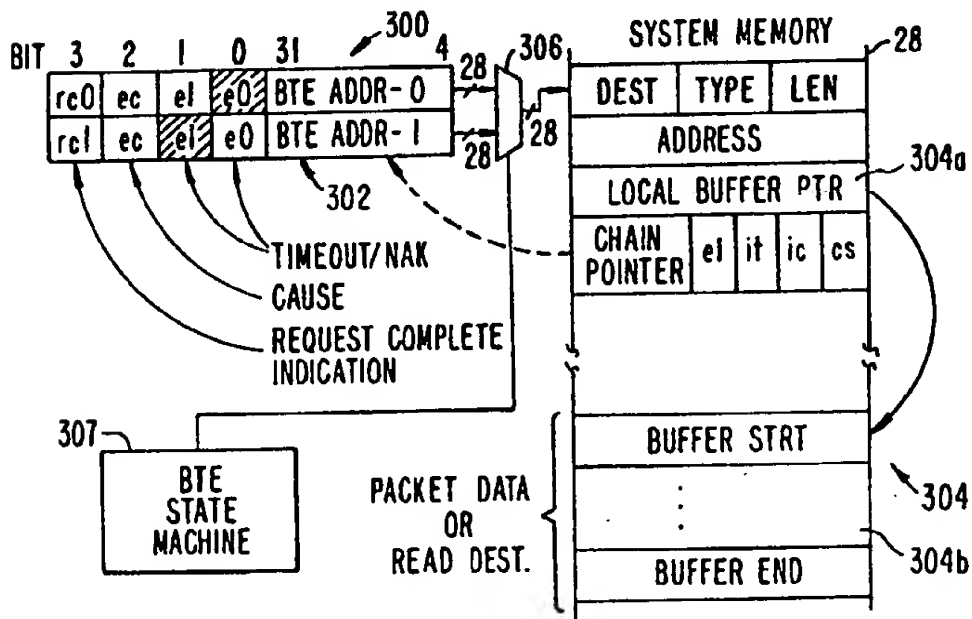 BIT 3 2 1 0 31 4
300
306
SYSTEM MEMORY
28
rc0 ec e1 e0 BTE ADDR-0 28
rc1 ec e1 e0 BTE ADDR-1 28
28
DEST TYPE LEN
ADDRESS
304a
LOCAL BUFFER PTR
302
CHAIN POINTER el it ic cs
TIMEOUT/NAK
CAUSE
REQUEST COMPLETE
INDICATION
307
BTE
STATE
MACHINE
PACKET DATA
OR
READ DEST.
BUFFER STRT
304
304b
BUFFER END